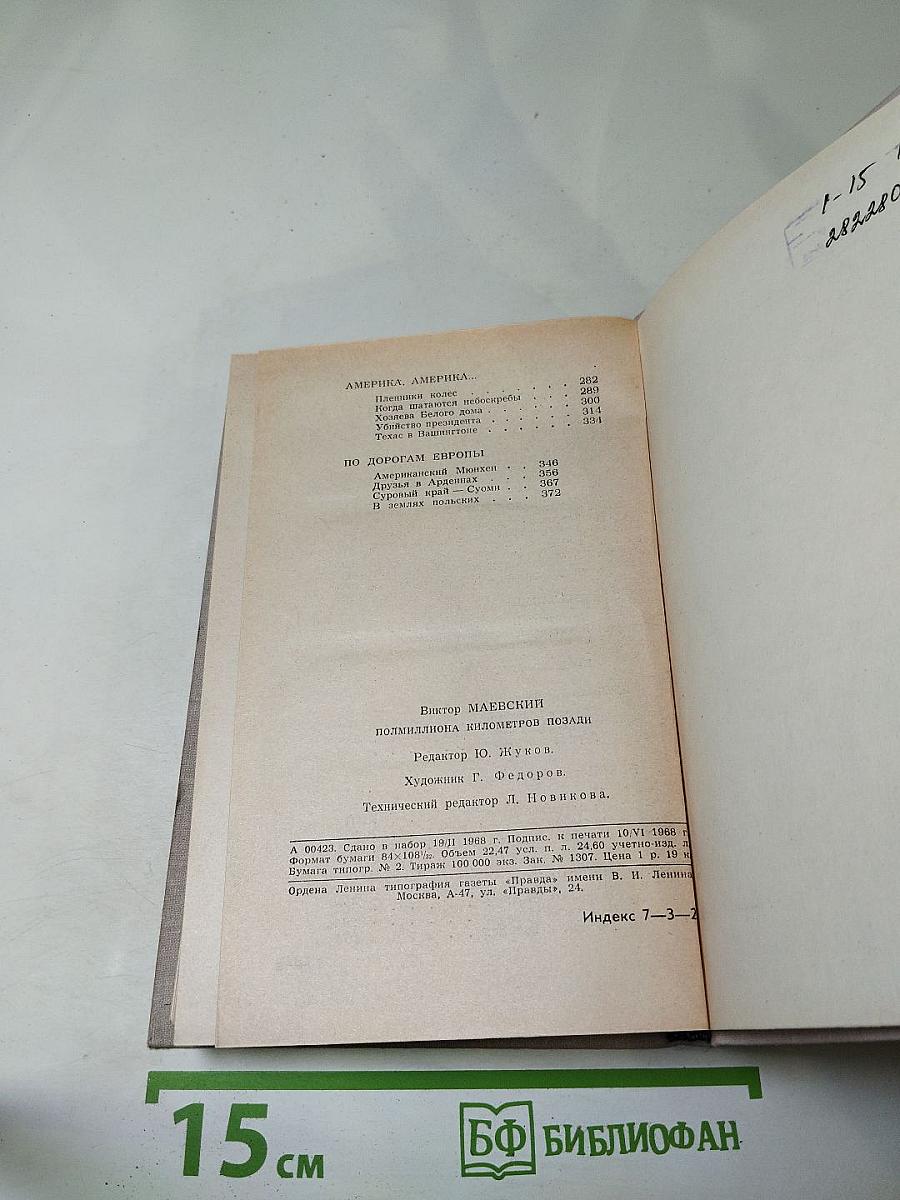 АМЕРИКА, АМЕРИКА...
Пленники колес . . . . . . . 282
Когда шатаются небоскребы . . . 289
Хозяева Белого дома . . . . . . 300
Убийство президента . . . . . . 314
Техас в Вашингтоне . . . . . . 334
ПО ДОРОГАМ ЕВРОПЫ
Американский Мюнхен . . 346
Друзья в Арденнах . . . 356
Суровый край — Суоми . . 367
В землях польских . . . 372
Виктор МАЕВСКИЙ
ПОЛМИЛЛИОНА КИЛОМЕТРОВ ПОЗАДИ
Редактор Ю. Жуков.
Художник Г. Федоров.
Технический редактор Л. Новикова.
А 00423. Сдано в набор 19/II 1968 г. Подпис. к печати 10/VI 1968 г
Формат бумаги 84×108¹/₃₂. Объем 22,47 усл. п. л. 24,60 учетно-изд. л
Бумага типогр. № 2. Тираж 100 000 экз. Зак. № 1307. Цена 1 р. 19 к
Ордена Ленина типография газеты «Правда» имени В. И. Ленина
Москва, А-47, ул. «Правды», 24.
Индекс 7—3—2
-15
282280
15 см
БФ БИБЛИОФАН